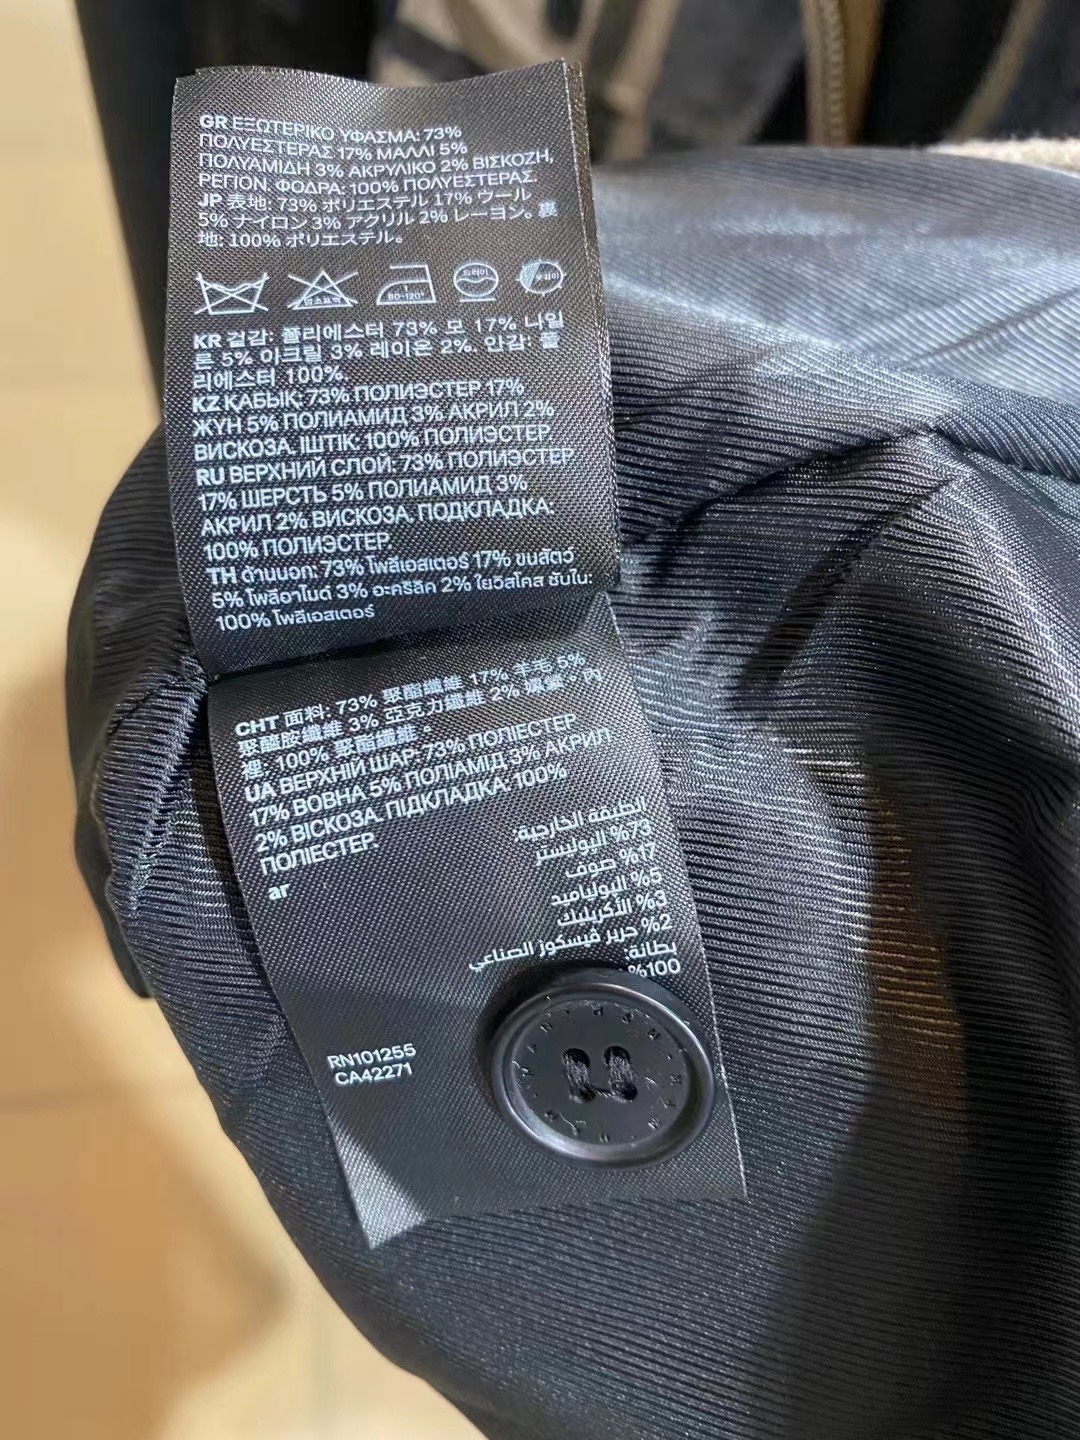 GR ΕΞΩΤΕΡΙΚΟ ΥΦΑΣΜΑ: 73%
ΠΟΛΥΕΣΤΕΡΑΣ 17% ΜΑΛΛΙ 5%
ΠΟΛΥΑΜΙΔΗ 3% ΑΚΡΥΛΙΚΟ 2% ΒΙΣΚΟΖΗ,
ΡΕΓΙΟΝ. ΦΟΔΡΑ: 100% ΠΟΛΥΕΣΤΕΡΑΣ.
JP 表地: 73% ポリエステル 17% ウール
5% ナイロン 3% アクリル 2% レーヨン。裏
地: 100% ポリエステル。
80~120°
드라이
KR 겉감: 폴리에스터 73% 모 17% 나일
론 5% 아크릴 3% 레이온 2%. 안감: 폴
리에스터 100%.
KZ ҚАБЫҚ: 73% ПОЛИЭСТЕР 17%
ЖҮН 5% ПОЛИАМИД 3% АКРИЛ 2%
ВИСКОЗА. ІШТІК: 100% ПОЛИЭСТЕР.
RU ВЕРХНИЙ СЛОЙ: 73% ПОЛИЭСТЕР
17% ШЕРСТЬ 5% ПОЛИАМИД 3%
АКРИЛ 2% ВИСКОЗА. ПОДКЛАДКА:
100% ПОЛИЭСТЕР.
TH ด้านนอก: 73% โพลีเอสเตอร์ 17% ขนสัตว์
5% โพลีอาไมด์ 3% อะคริลิค 2% ใยวิสโคส ซับใน:
100% โพลีเอสเตอร์
CHT 面料: 73% 聚酯纖維 17% 羊毛 5%
聚醯胺纖維 3% 亞克力纖維 2% 內
裡: 100% 聚酯纖維。
UA ВЕРХНІЙ ШАР: 73% ПОЛІЕСТЕР
17% ВОВНА 5% ПОЛІАМІД 3% АКРИЛ
2% ВІСКОЗА. ПІДКЛАДКА: 100%
ПОЛІЕСТЕР.
ar
الطبقة الخارجية:
73% البوليستر
17% صوف
5% البولياميد
3% الأكريليك
2% حرير ڤيسكوز الصناعي
بطانة:
100%
RN101255
CA42271